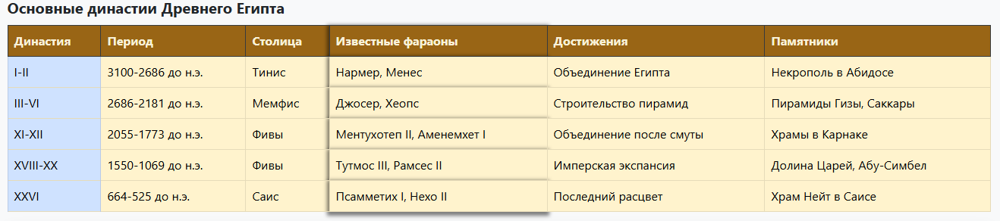 Основные династии Древнего Египта
Династия Период Столица Известные фараоны Достижения Памятники
I-II 3100-2686 до н.э. Тинис Нармер, Менес Объединение Египта Некрополь в Абидосе
III-VI 2686-2181 до н.э. Мемфис Джосер, Хеопс Строительство пирамид Пирамиды Гизы, Саккары
XI-XII 2055-1773 до н.э. Фивы Ментухотеп II, Аменемхет I Объединение после смуты Храмы в Карнаке
XVIII-XX 1550-1069 до н.э. Фивы Тутмос III, Рамсес II Имперская экспансия Долина Царей, Абу-Симбел
XXVI 664-525 до н.э. Саис Псамметих I, Нехо II Последний расцвет Храм Нейт в Саисе